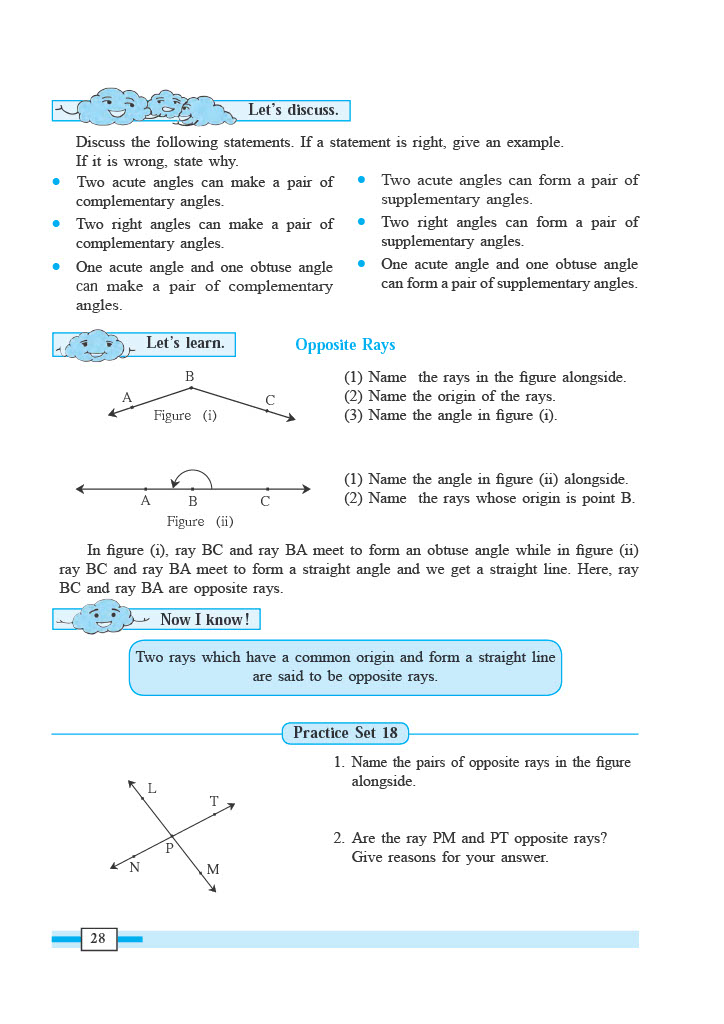 Let's discuss.
Discuss the following statements. If a statement is right, give an example.
If it is wrong, state why.
• Two acute angles can make a pair of
complementary angles.
• Two right angles can make a pair of
complementary angles.
• One acute angle and one obtuse angle
can make a pair of complementary
angles.
• Two acute angles can form a pair of
supplementary angles.
• Two right angles can form a pair of
supplementary angles.
• One acute angle and one obtuse angle
can form a pair of supplementary angles.
Let's learn.
Opposite Rays
B
A
C
Figure (i)
(1) Name the rays in the figure alongside.
(2) Name the origin of the rays.
(3) Name the angle in figure (i).
A B C
Figure (ii)
(1) Name the angle in figure (ii) alongside.
(2) Name the rays whose origin is point B.
In figure (i), ray BC and ray BA meet to form an obtuse angle while in figure (ii)
ray BC and ray BA meet to form a straight angle and we get a straight line. Here, ray
BC and ray BA are opposite rays.
Now I know!
Two rays which have a common origin and form a straight line
are said to be opposite rays.
Practice Set 18
L
T
P
N
M
1. Name the pairs of opposite rays in the figure
alongside.
2. Are the ray PM and PT opposite rays?
Give reasons for your answer.
28